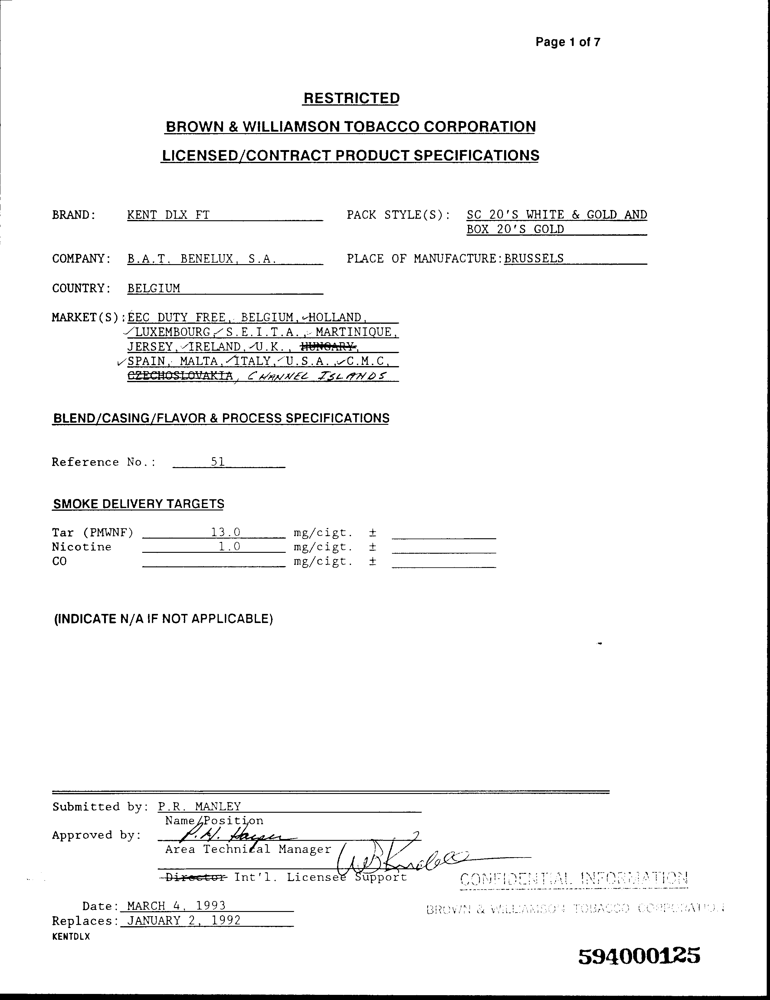 Page 1 of 7
RESTRICTED
BROWN & WILLIAMSON TOBACCO CORPORATION
LICENSED/CONTRACT PRODUCT SPECIFICATIONS
BRAND: KENT DLX FT PACK STYLE(S): SC 20'S WHITE & GOLD AND
BOX 20'S GOLD
COMPANY: B.A.T. BENELUX, S.A. PLACE OF MANUFACTURE: BRUSSELS
COUNTRY: BELGIUM
MARKET(S): EEC DUTY FREE, BELGIUM, HOLLAND,
LUXEMBOURG, S.E.I.T.A., MARTINIQUE,
JERSEY, IRELAND, U.K., HUNGARY,
SPAIN, MALTA, ITALY, U.S.A., C.M.C,
CZECHOSLOVAKIA, CHANNEL ISLANDS
BLEND/CASING/FLAVOR & PROCESS SPECIFICATIONS
Reference No.: 51
SMOKE DELIVERY TARGETS
Tar (PMWNF) 13.0 mg/cigt. ±
Nicotine 1.0 mg/cigt. ±
CO mg/cigt. ±
(INDICATE N/A IF NOT APPLICABLE)
Submitted by: P.R. MANLEY
Name/Position
Approved by:
Area Technical Manager
Director Int'l. Licensee Support
CONFIDENTIAL INFORMATION
Date: MARCH 4, 1993
BROWN & WILLIAMSON TOBACCO CORPORATION
Replaces: JANUARY 2, 1992
KENTDLX
594000125